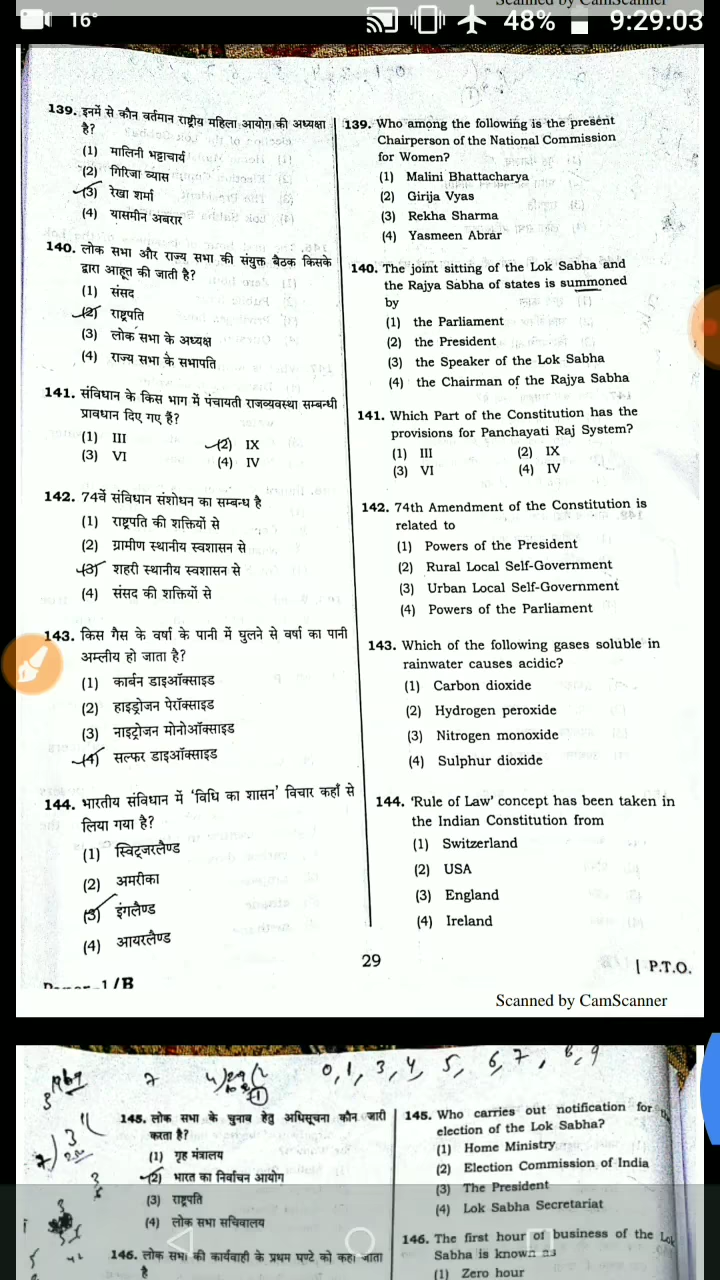 Scanned by CamScanner
16° 48% 9:29:03
139. इनमें से कौन वर्तमान राष्ट्रीय महिला आयोग की अध्यक्षा
है?
(1) मालिनी भट्टाचार्य
(2) गिरिजा व्यास
(3) रेखा शर्मा
(4) यासमीन अबरार
140. लोक सभा और राज्य सभा की संयुक्त बैठक किसके
द्वारा आहूत की जाती है?
(1) संसद
(2) राष्ट्रपति
(3) लोक सभा के अध्यक्ष
(4) राज्य सभा के सभापति
141. संविधान के किस भाग में पंचायती राजव्यवस्था सम्बन्धी
प्रावधान दिए गए हैं?
(1) III (2) IX
(3) VI (4) IV
142. 74वें संविधान संशोधन का सम्बन्ध है
(1) राष्ट्रपति की शक्तियों से
(2) ग्रामीण स्थानीय स्वशासन से
(3) शहरी स्थानीय स्वशासन से
(4) संसद की शक्तियों से
143. किस गैस के वर्षा के पानी में घुलने से वर्षा का पानी
अम्लीय हो जाता है?
(1) कार्बन डाइऑक्साइड
(2) हाइड्रोजन पेरॉक्साइड
(3) नाइट्रोजन मोनोऑक्साइड
(4) सल्फर डाइऑक्साइड
144. भारतीय संविधान में 'विधि का शासन' विचार कहाँ से
लिया गया है?
(1) स्विट्जरलैण्ड
(2) अमरीका
(3) इंगलैण्ड
(4) आयरलैण्ड
139. Who among the following is the present
Chairperson of the National Commission
for Women?
(1) Malini Bhattacharya
(2) Girija Vyas
(3) Rekha Sharma
(4) Yasmeen Abrar
140. The joint sitting of the Lok Sabha and
the Rajya Sabha of states is summoned
by
(1) the Parliament
(2) the President
(3) the Speaker of the Lok Sabha
(4) the Chairman of the Rajya Sabha
141. Which Part of the Constitution has the
provisions for Panchayati Raj System?
(1) III (2) IX
(3) VI (4) IV
142. 74th Amendment of the Constitution is
related to
(1) Powers of the President
(2) Rural Local Self-Government
(3) Urban Local Self-Government
(4) Powers of the Parliament
143. Which of the following gases soluble in
rainwater causes acidic?
(1) Carbon dioxide
(2) Hydrogen peroxide
(3) Nitrogen monoxide
(4) Sulphur dioxide
144. 'Rule of Law' concept has been taken in
the Indian Constitution from
(1) Switzerland
(2) USA
(3) England
(4) Ireland
29
[ P.T.O.
1/B
Scanned by CamScanner
0, 1, 3, 4, 5, 6, 7, 8, 9
145. लोक सभा के चुनाव हेतु अधिसूचना कौन जारी
करता है?
(1) गृह मंत्रालय
(2) भारत का निर्वाचन आयोग
(3) राष्ट्रपति
(4) लोक सभा सचिवालय
146. लोक सभा की कार्यवाही के प्रथम घण्टे को कहा जाता
है
145. Who carries out notification for
election of the Lok Sabha?
(1) Home Ministry
(2) Election Commission of India
(3) The President
(4) Lok Sabha Secretariat
146. The first hour of business of the Lok
Sabha is known as
(1) Zero hour